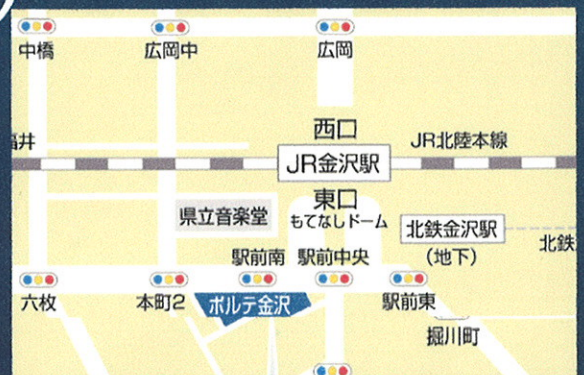 中橋
広岡中
広岡
西口
福井
JR北陸本線
JR金沢駅
東口
もてなしドーム
県立音楽堂
北鉄金沢駅
(地下)
北鉄
駅前南
駅前中央
六枚
本町2
ポルテ金沢
駅前東
掘川町